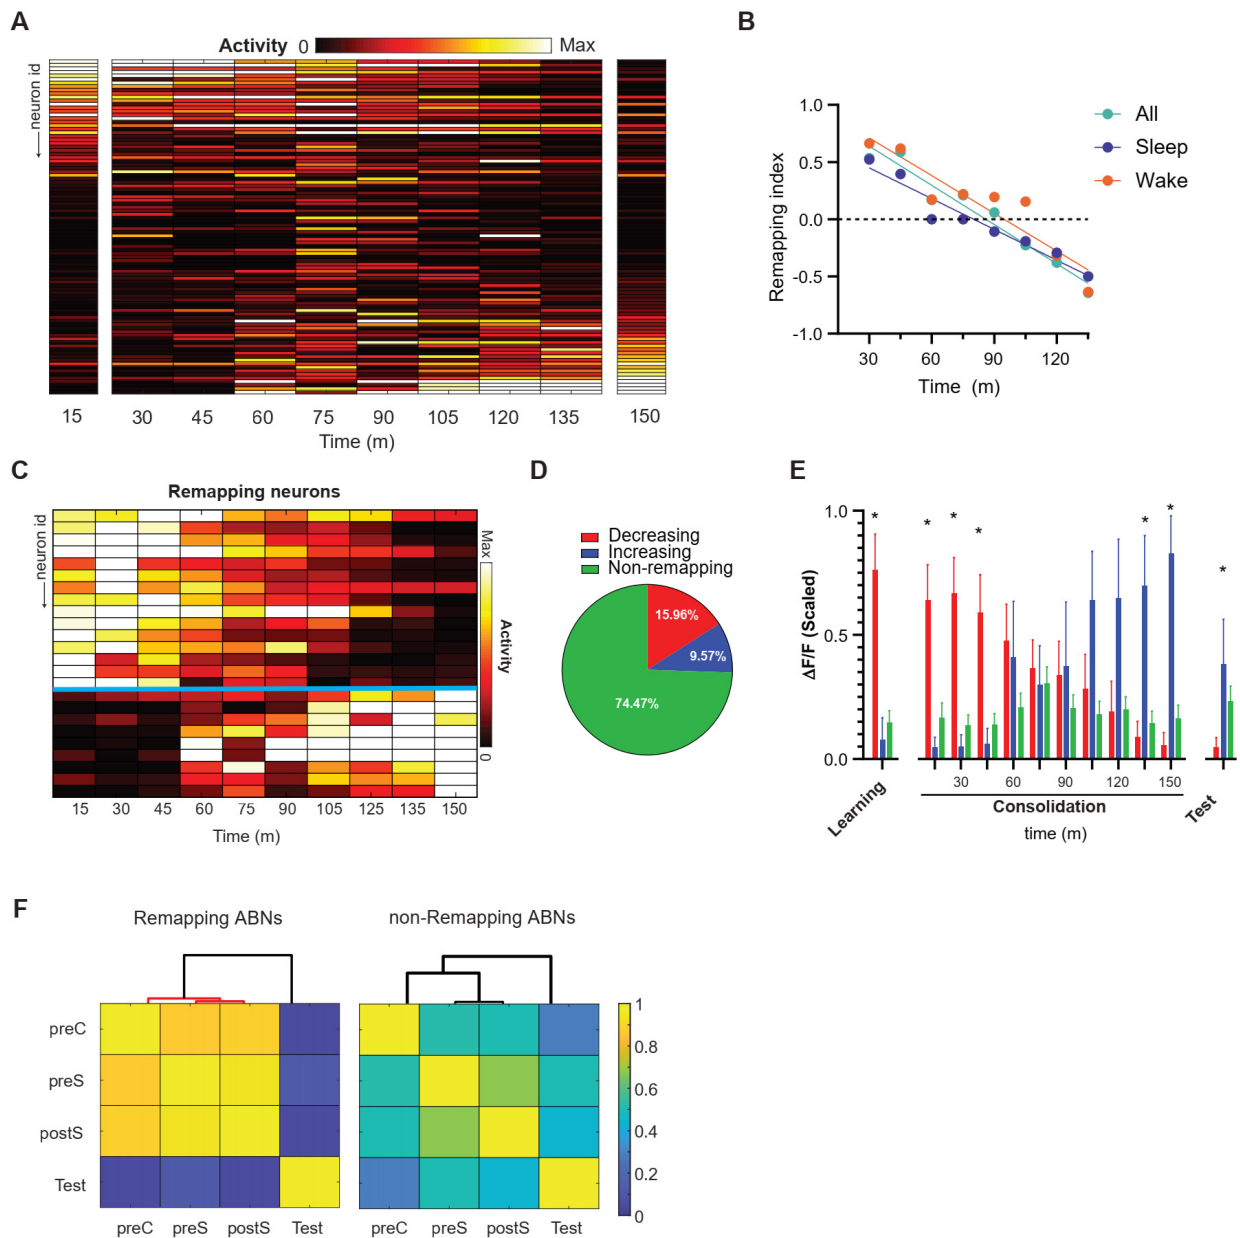 A
Activity 0 Max
neuron id
15 30 45 60 75 90 105 120 135 150
Time (m)
B
Remapping index
1.0
0.5
0.0
-0.5
-1.0
30 60 90 120
Time (m)
All
Sleep
Wake
C
Remapping neurons
neuron id
Max
Activity
0
15 30 45 60 75 90 105 125 135 150
Time (m)
D
Decreasing
Increasing
Non-remapping
15.96%
9.57%
74.47%
E
ΔF/F (Scaled)
1.0
0.5
0.0
* * * * * * *
30 60 90 120 150
Learning
Consolidation
Test
time (m)
F
Remapping ABNs
non-Remapping ABNs
preC
preS
postS
Test
preC preS postS Test
preC preS postS Test
1
0.8
0.6
0.4
0.2
0